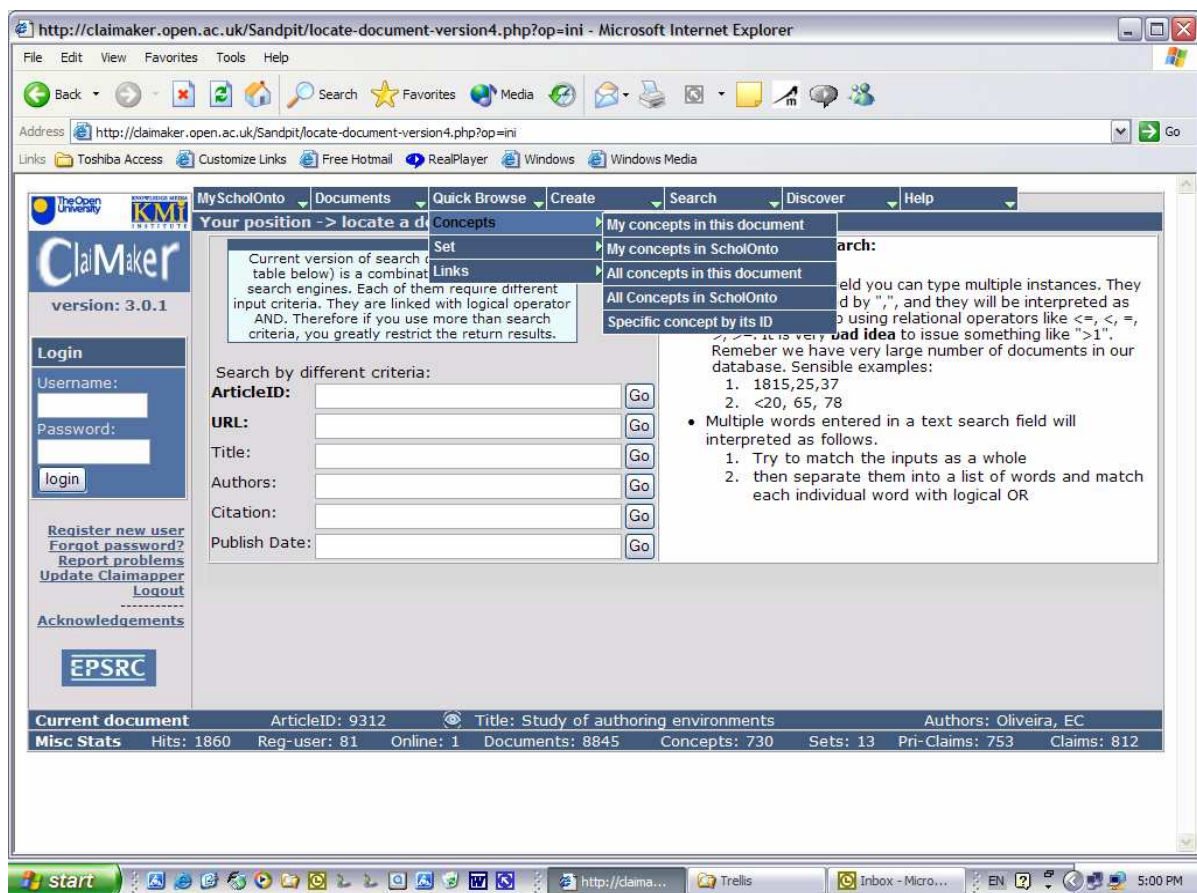 http://claimaker.open.ac.uk/Sandpit/locate-document-version4.php?op=ini - Microsoft Internet Explorer
File Edit View Favorites Tools Help
Back Search Favorites Media
Address http://claimaker.open.ac.uk/Sandpit/locate-document-version4.php?op=ini Go
Links Toshiba Access Customize Links Free Hotmail RealPlayer Windows Windows Media
The Open University
KNOWLEDGE MEDIA
KMi
INSTITUTE
ClaiMaker
version: 3.0.1
MyScholOnto Documents Quick Browse Create Search Discover Help
Your position -> locate a
Concepts
Set
Links
My concepts in this document
My concepts in ScholOnto
All concepts in this document
All Concepts in ScholOnto
Specific concept by its ID
Current version of search
table below) is a
search engines. Each of them require different
input criteria. They are linked with logical operator
AND. Therefore if you use more than search
criteria, you greatly restrict the return results.
Login
Username:
Password:
login
Register new user
Forgot password?
Report problems
Update Claimapper
Logout
-----------
Acknowledgements
EPSRC
Search by different criteria:
ArticleID: Go
URL: Go
Title: Go
Authors: Go
Citation: Go
Publish Date: Go
arch:
eld you can type multiple instances. They
d by ",", and they will be interpreted as
using relational operators like <=, <, =,
bad idea to issue something like ">1".
Remeber we have very large number of documents in our
database. Sensible examples:
1. 1815,25,37
2. <20, 65, 78
• Multiple words entered in a text search field will
interpreted as follows.
1. Try to match the inputs as a whole
2. then separate them into a list of words and match
each individual word with logical OR
Current document ArticleID: 9312 Title: Study of authoring environments Authors: Oliveira, EC
Misc Stats Hits: 1860 Reg-user: 81 Online: 1 Documents: 8845 Concepts: 730 Sets: 13 Pri-Claims: 753 Claims: 812
start http://claima... Trellis Inbox - Micro... EN 5:00 PM